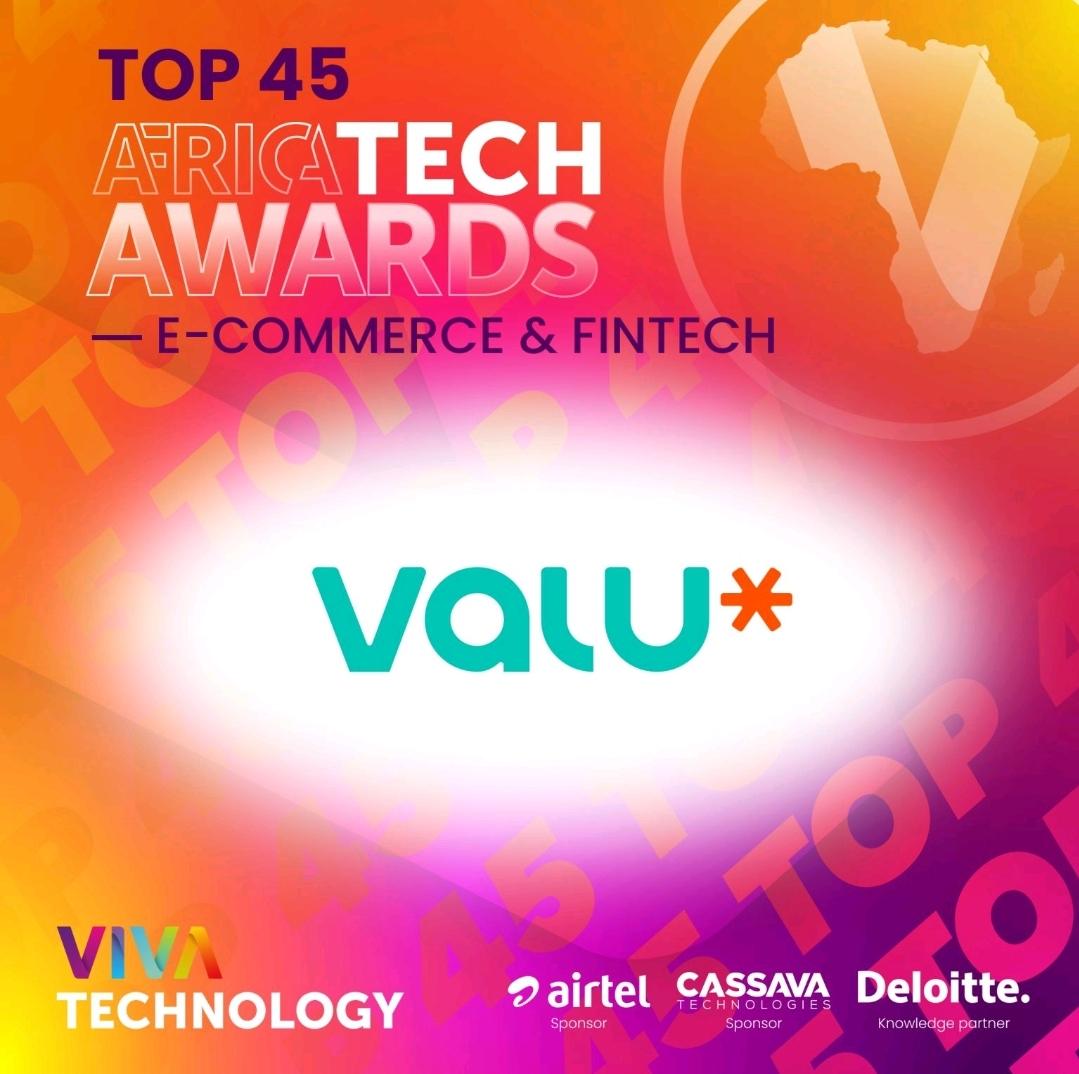 TOP 45
AFRICATECH
AWARDS
— E-COMMERCE & FINTECH
valu*
VIVA
TECHNOLOGY
airtel
Sponsor
CASSAVA
TECHNOLOGIES
Sponsor
Deloitte.
Knowledge partner